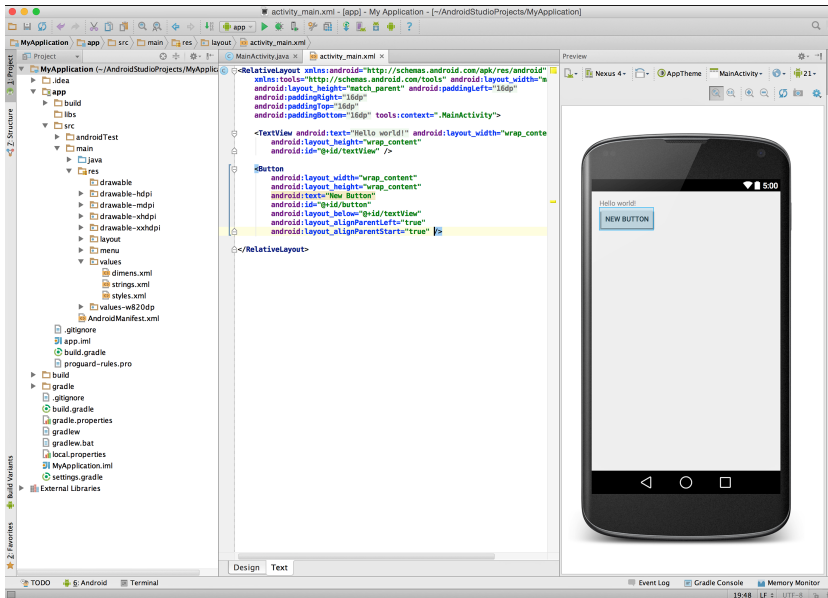 activity_main.xml - [app] - My Application - [~/AndroidStudioProjects/MyApplication]
app
MyApplication app src main res layout activity_main.xml
1: Project
Z: Structure
Build Variants
2: Favorites
Project
MyApplication (~/AndroidStudioProjects/MyApplic
.idea
app
build
libs
src
androidTest
main
java
res
drawable
drawable-hdpi
drawable-mdpi
drawable-xhdpi
drawable-xxhdpi
layout
menu
values
dimens.xml
strings.xml
styles.xml
values-w820dp
AndroidManifest.xml
.gitignore
app.iml
build.gradle
proguard-rules.pro
build
gradle
.gitignore
build.gradle
gradle.properties
gradlew
gradlew.bat
local.properties
MyApplication.iml
settings.gradle
External Libraries
MainActivity.java activity_main.xml
<RelativeLayout xmlns:android="http://schemas.android.com/apk/res/android"
xmlns:tools="http://schemas.android.com/tools" android:layout_width="m
android:layout_height="match_parent" android:paddingLeft="16dp"
android:paddingRight="16dp"
android:paddingTop="16dp"
android:paddingBottom="16dp" tools:context=".MainActivity">
<TextView android:text="Hello world!" android:layout_width="wrap_conte
android:layout_height="wrap_content"
android:id="@+id/textView" />
<Button
android:layout_width="wrap_content"
android:layout_height="wrap_content"
android:text="New Button"
android:id="@+id/button"
android:layout_below="@+id/textView"
android:layout_alignParentLeft="true"
android:layout_alignParentStart="true" />
</RelativeLayout>
Design Text
Preview
Nexus 4 AppTheme MainActivity 21
5:00
Hello world!
NEW BUTTON
TODO 6: Android Terminal Event Log Gradle Console Memory Monitor
19:48 LF UTF-8